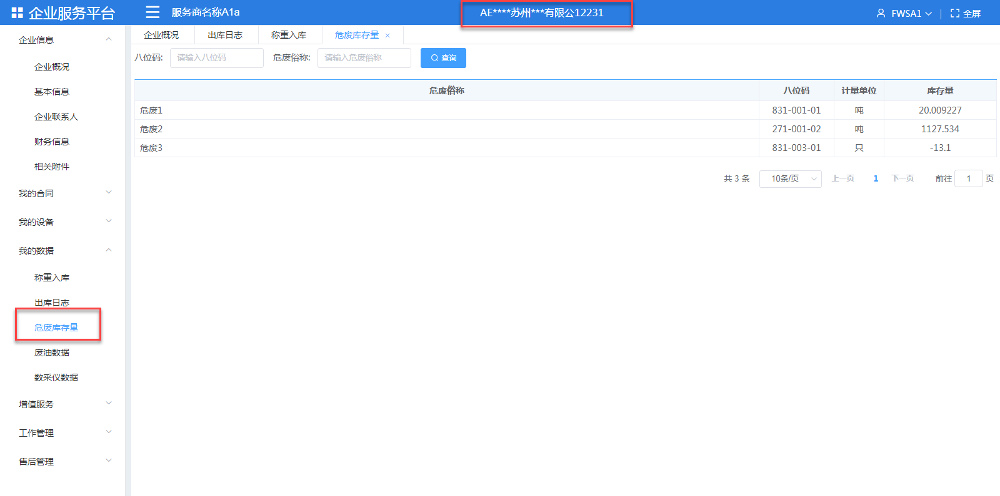 企业服务平台 服务商名称A1a AE****苏州***有限公12231 FWSA1 全屏
企业概况 出库日志 称重入库 危废库存量 ×
八位码: 请输入八位码 危废俗称: 请输入危废俗称 查询
危废俗称 八位码 计量单位 库存量
危废1 831-001-01 吨 20.009227
危废2 271-001-02 吨 1127.534
危废3 831-003-01 只 -13.1
共 3 条 10条/页 上一页 1 下一页 前往 1 页
企业信息
企业概况
基本信息
企业联系人
财务信息
相关附件
我的合同
我的设备
我的数据
称重入库
出库日志
危废库存量
废油数据
数采仪数据
增值服务
工作管理
售后管理